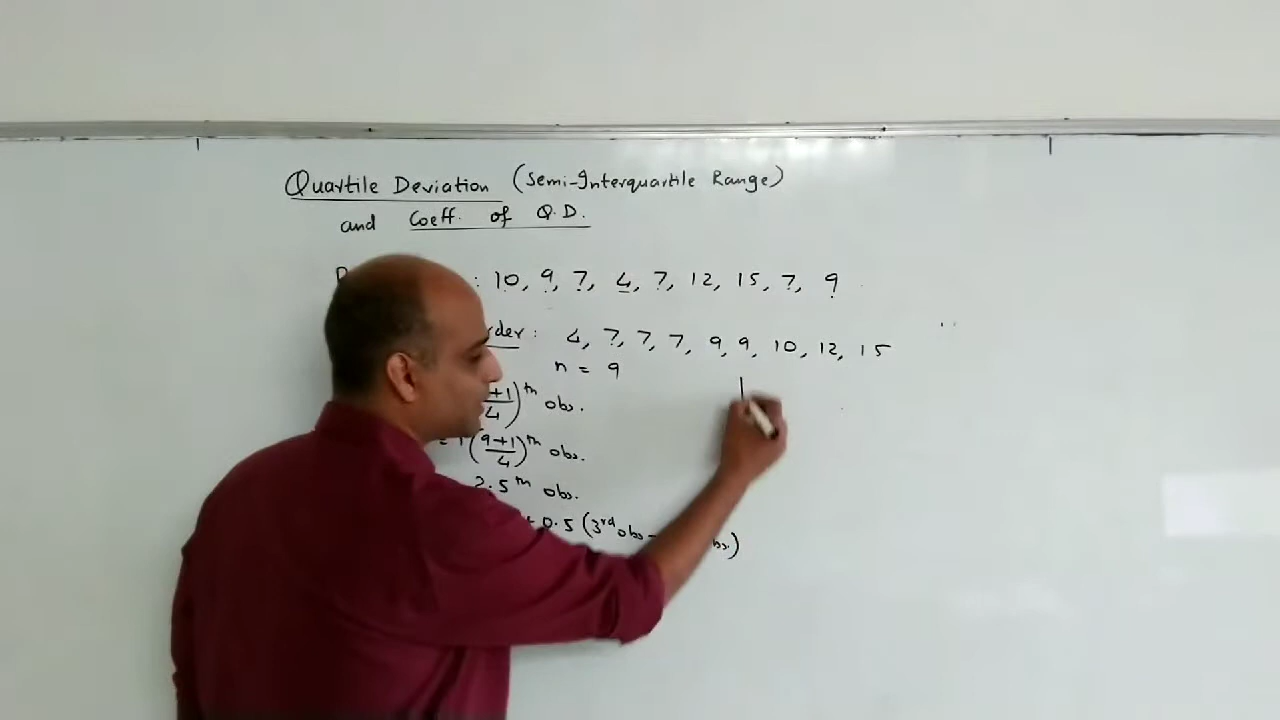 Quartile Deviation (Semi-Interquartile Range)
and Coeff. of Q.D.
: 10, 9, 7, 4, 7, 12, 15, 7, 9
rder : 4, 7, 7, 7, 9, 9, 10, 12, 15
n = 9
+1/4)th obs.
= 1(9+1/4)th obs.
2.5th obs.
+ 0.5 (3rd obs - bs.)